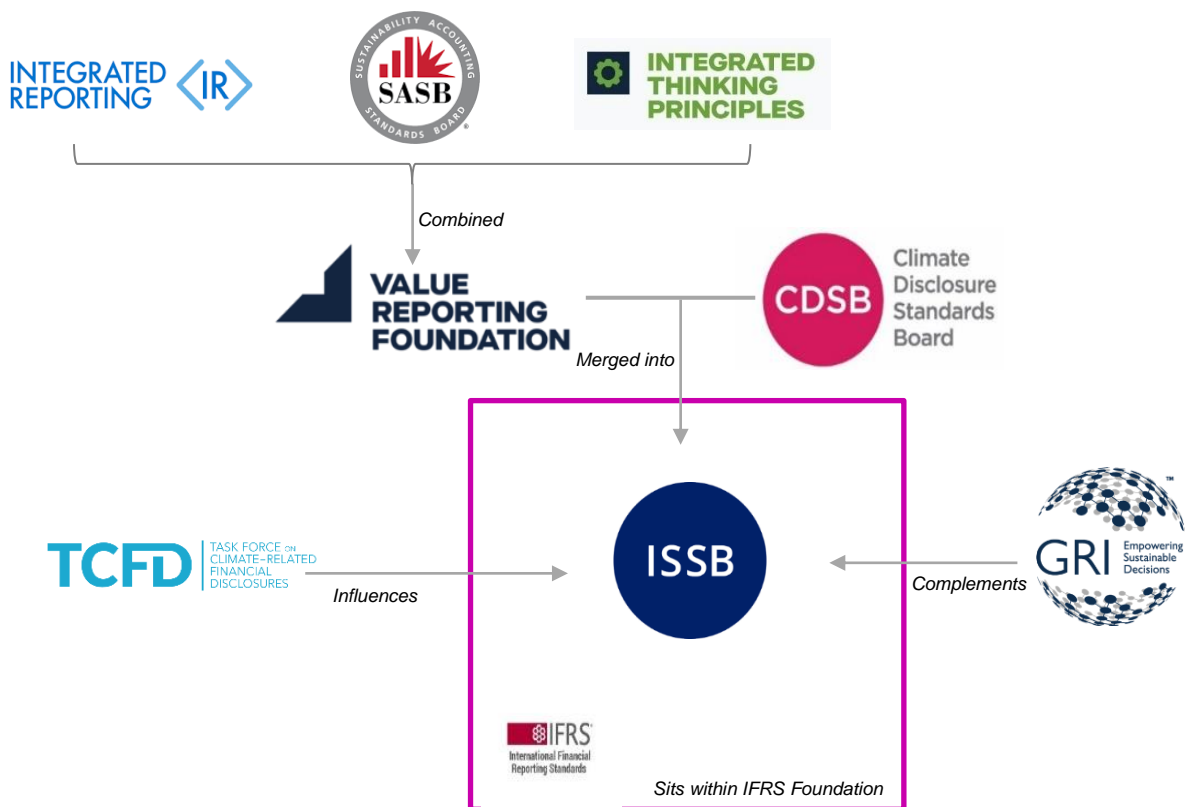 INTEGRATED
REPORTING
<IR>
SUSTAINABILITY ACCOUNTING
SASB
STANDARDS BOARD
®
INTEGRATED
THINKING
PRINCIPLES
Combined
VALUE
REPORTING
FOUNDATION
CDSB
Climate
Disclosure
Standards
Board
Merged into
ISSB
TCFD
TASK FORCE ON
CLIMATE-RELATED
FINANCIAL
DISCLOSURES
Influences
Complements
™
GRI
Empowering
Sustainable
Decisions
IFRS®
International Financial
Reporting Standards
Sits within IFRS Foundation